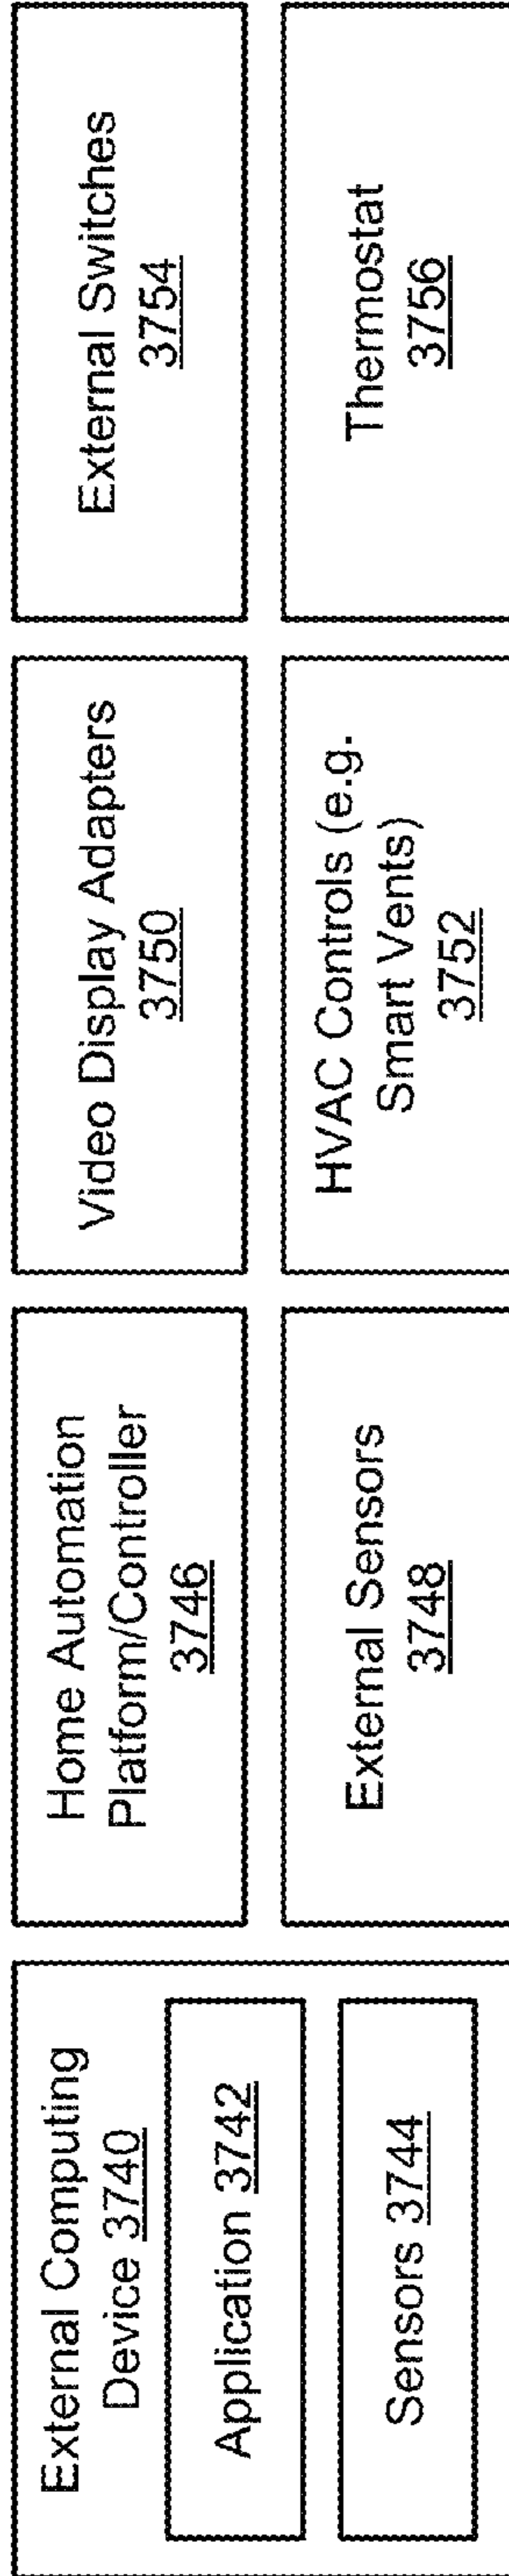 External Computing
Device 3740
Application 3742
Sensors 3744
Home Automation
Platform/Controller
3746
External Sensors
3748
Video Display Adapters
3750
HVAC Controls (e.g.
Smart Vents)
3752
External Switches
3754
Thermostat
3756